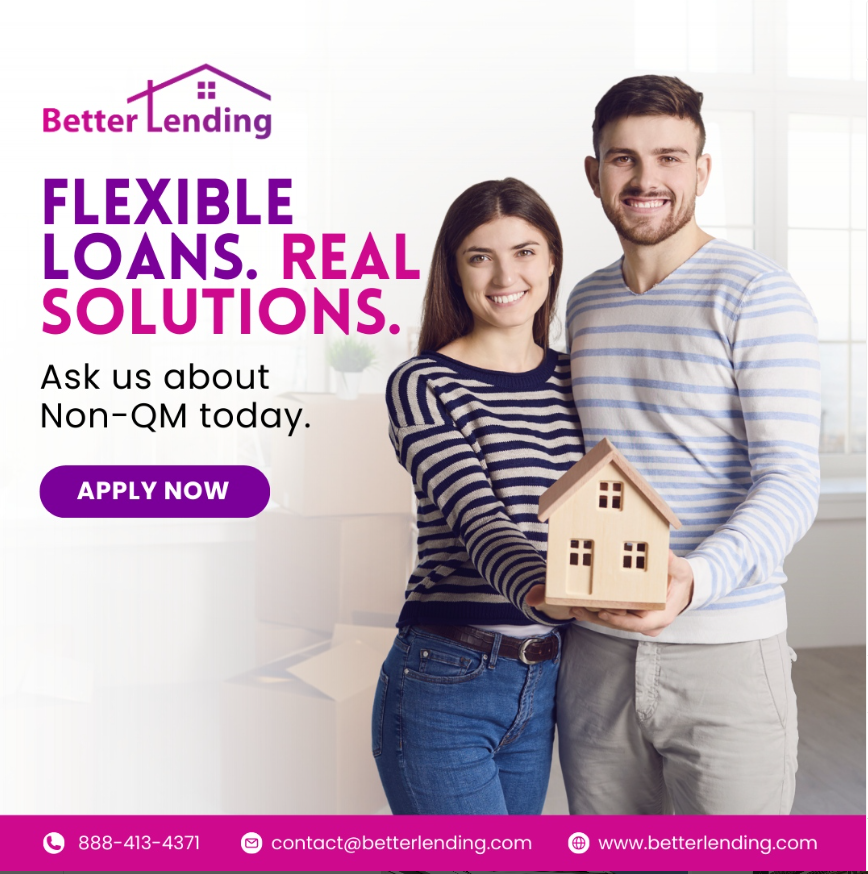 Better Lending
FLEXIBLE
LOANS. REAL
SOLUTIONS.
Ask us about
Non-QM today.
APPLY NOW
888-413-4371
contact@betterlending.com
www.betterlending.com